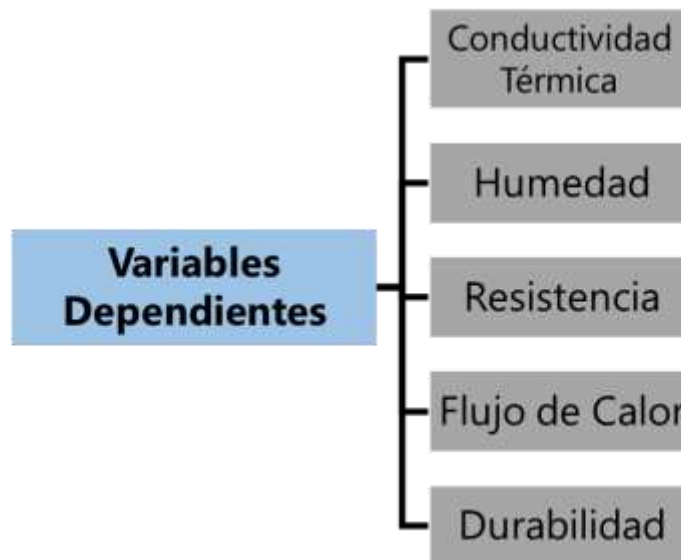 Conductividad
Térmica
Humedad
Variables
Dependientes
Resistencia
Flujo de Calor
Durabilidad